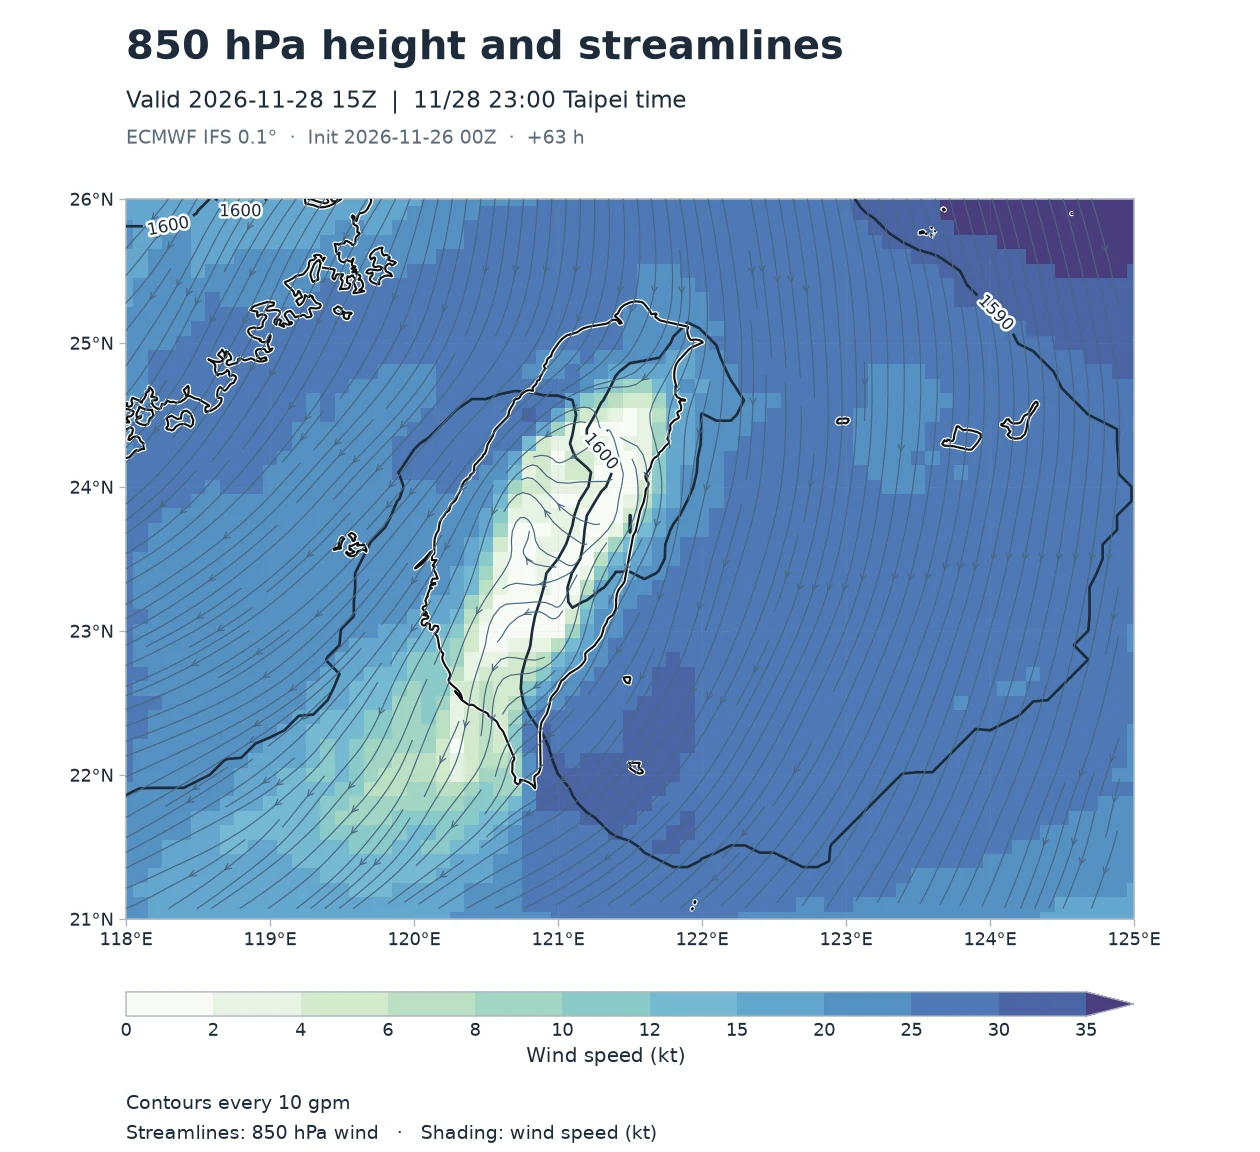 850 hPa height and streamlines
Valid 2026-11-28 15Z | 11/28 23:00 Taipei time
ECMWF IFS 0.1° · Init 2026-11-26 00Z · +63 h
26°N
1600
1600
1590
25°N
1600
24°N
23°N
22°N
21°N
118°E 119°E 120°E 121°E 122°E 123°E 124°E 125°E
0 2 4 6 8 10 12 15 20 25 30 35
Wind speed (kt)
Contours every 10 gpm
Streamlines: 850 hPa wind · Shading: wind speed (kt)